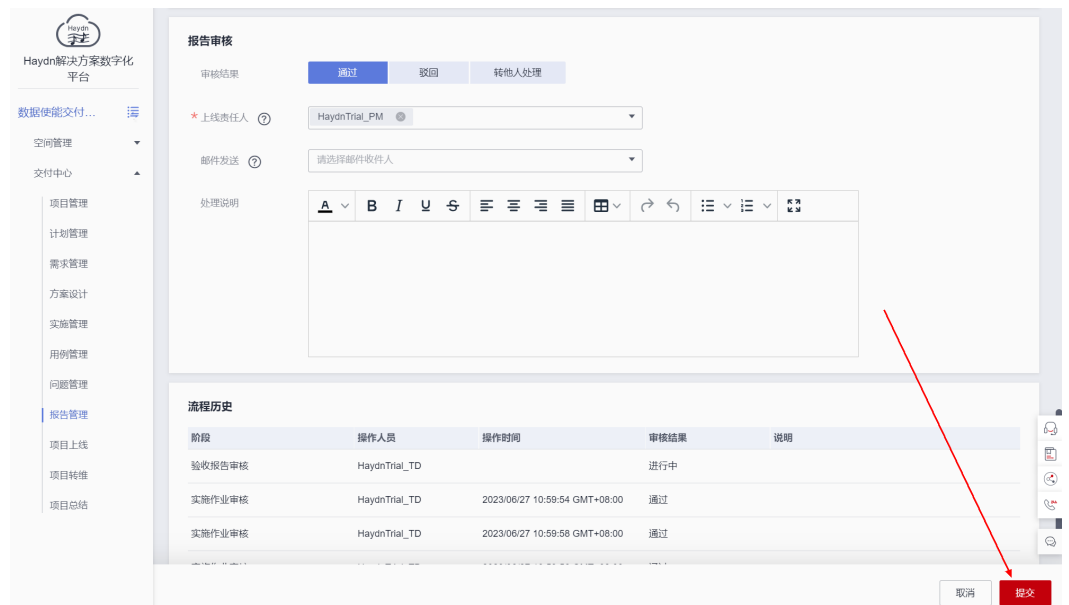 Haydn
Haydn解决方案数字化
平台
数据使能交付...
空间管理
交付中心
项目管理
计划管理
需求管理
方案设计
实施管理
用例管理
问题管理
报告管理
项目上线
项目转维
项目总结
报告审核
审核结果 通过 驳回 转他人处理
* 上线责任人 ? HaydnTrial_PM
邮件发送 ? 请选择邮件收件人
处理说明 A B I U S
流程历史
阶段 操作人员 操作时间 审核结果 说明
验收报告审核 HaydnTrial_TD 进行中
实施作业审核 HaydnTrial_TD 2023/06/27 10:59:54 GMT+08:00 通过
实施作业审核 HaydnTrial_TD 2023/06/27 10:59:58 GMT+08:00 通过
取消 提交